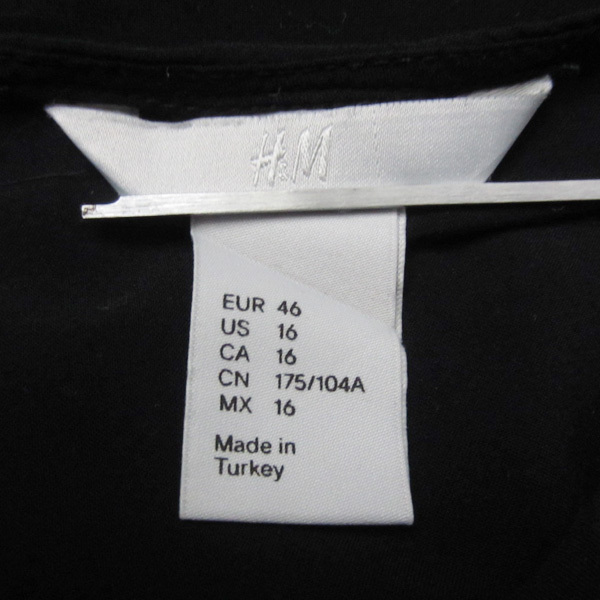 H&M
EUR 46
US 16
CA 16
CN 175/104A
MX 16
Made in
Turkey